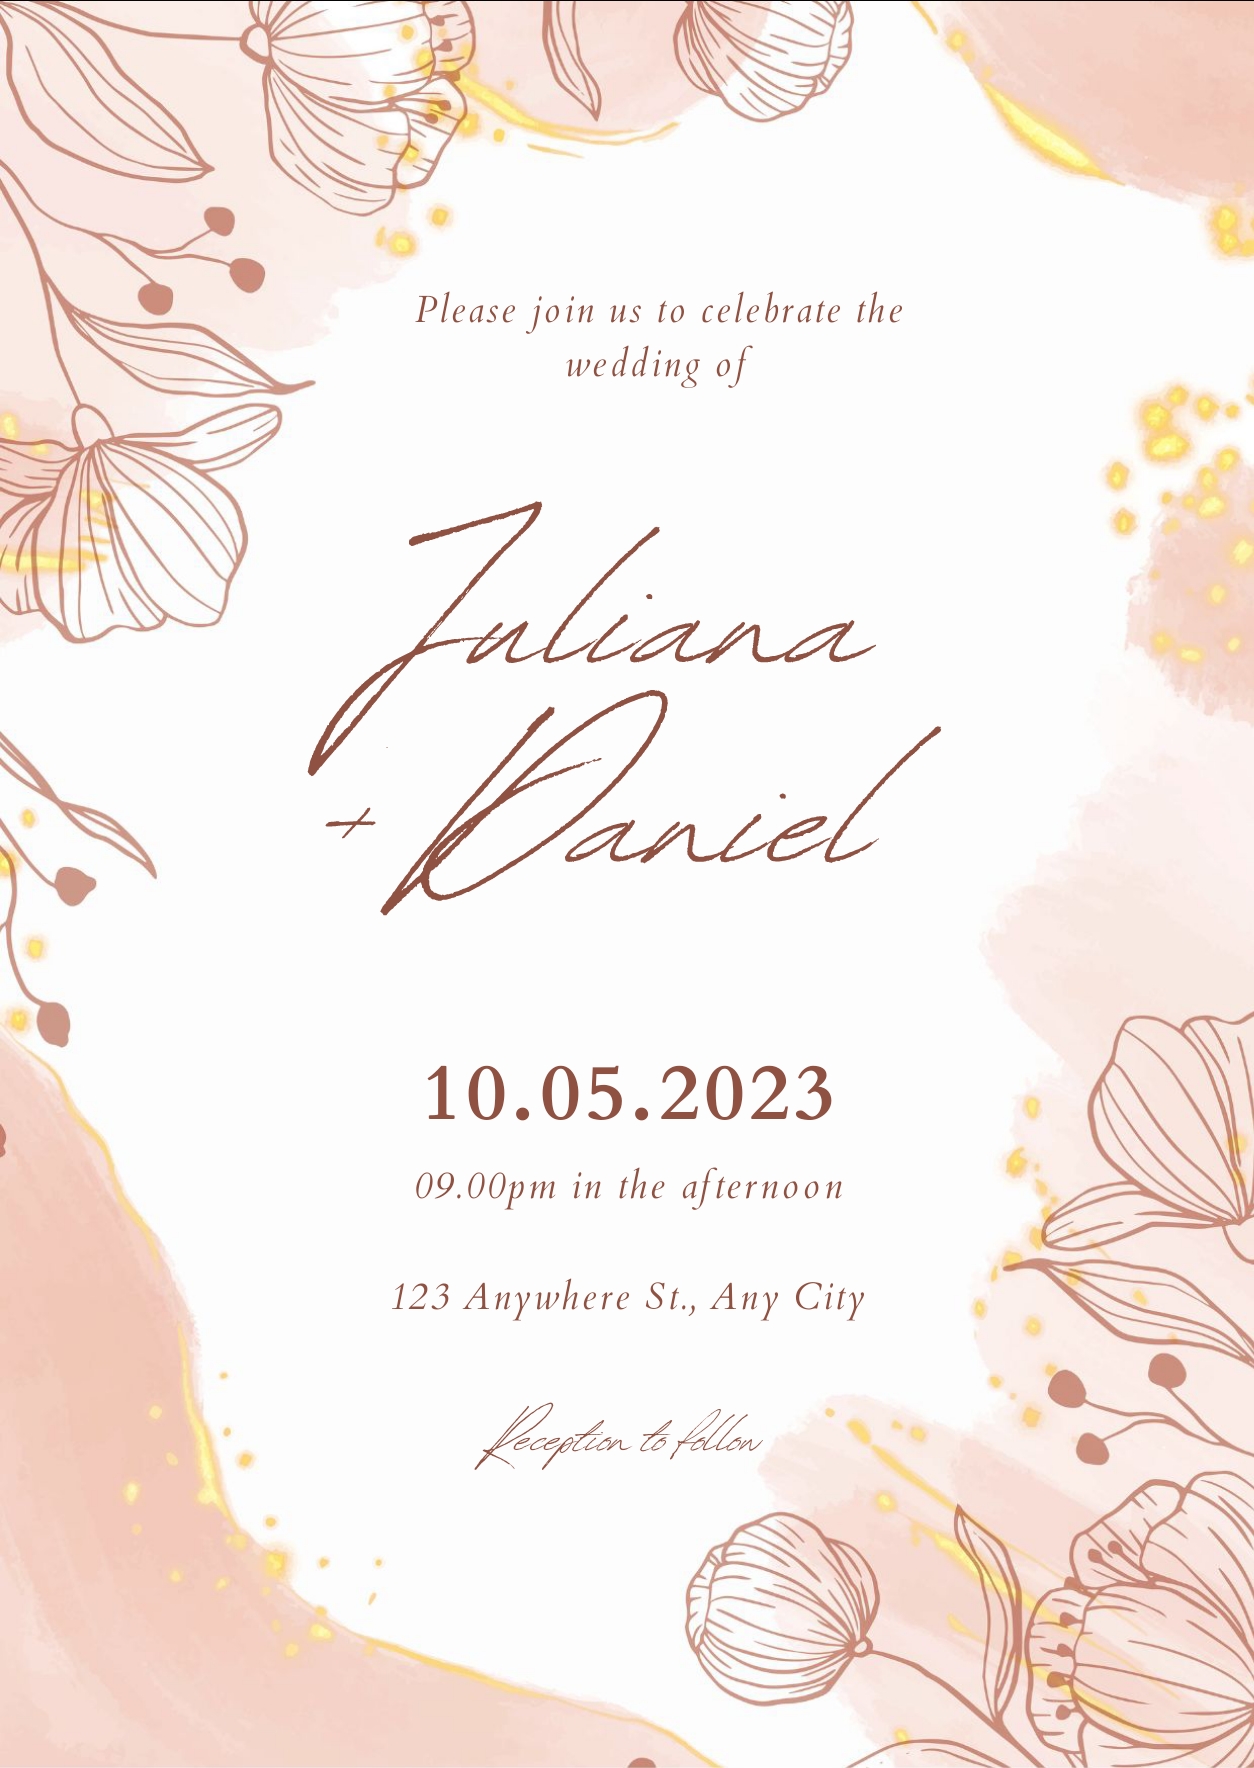 Please join us to celebrate the
wedding of
Juliana
+ Daniel
10.05.2023
09.00pm in the afternoon
123 Anywhere St., Any City
Reception to follow